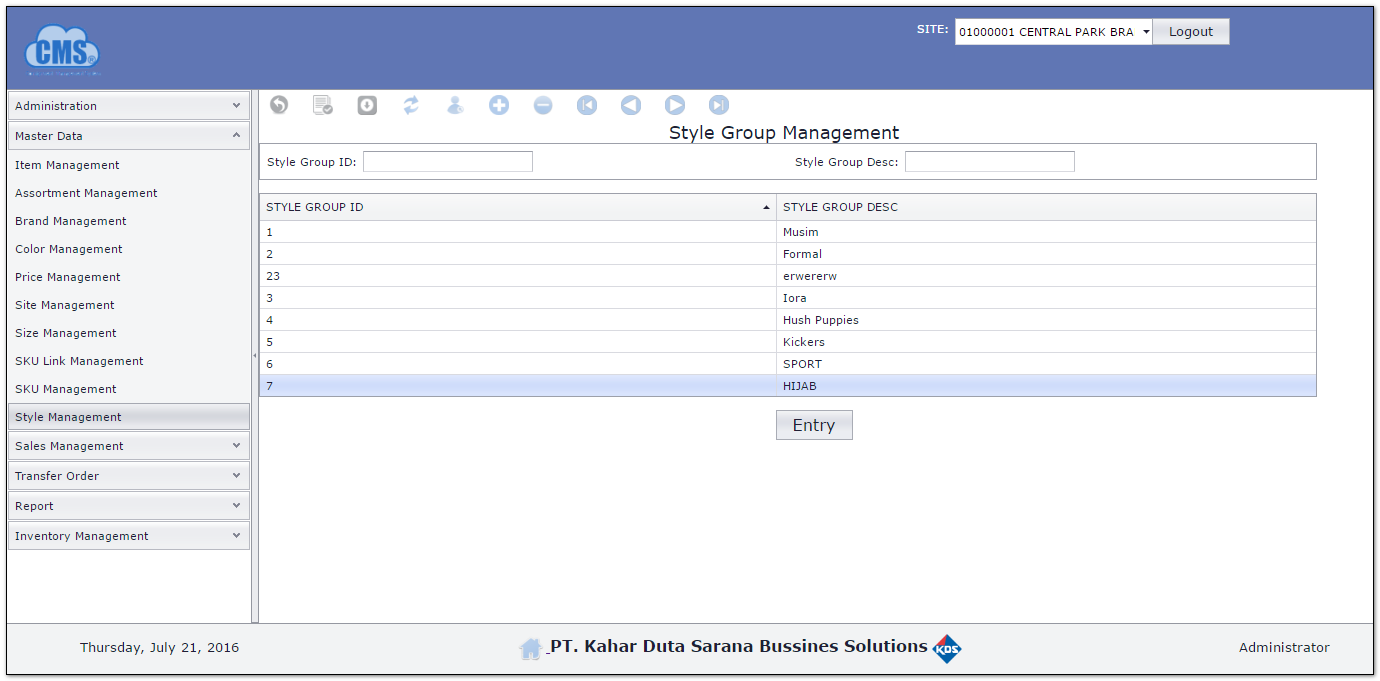 CMS
SITE: 01000001 CENTRAL PARK BRA Logout
Administration
Master Data
Item Management
Assortment Management
Brand Management
Color Management
Price Management
Site Management
Size Management
SKU Link Management
SKU Management
Style Management
Sales Management
Transfer Order
Report
Inventory Management
Style Group Management
Style Group ID: Style Group Desc:
STYLE GROUP ID STYLE GROUP DESC
1 Musim
2 Formal
23 erwererw
3 Iora
4 Hush Puppies
5 Kickers
6 SPORT
7 HIJAB
Entry
Thursday, July 21, 2016 PT. Kahar Duta Sarana Bussines Solutions KDS Administrator